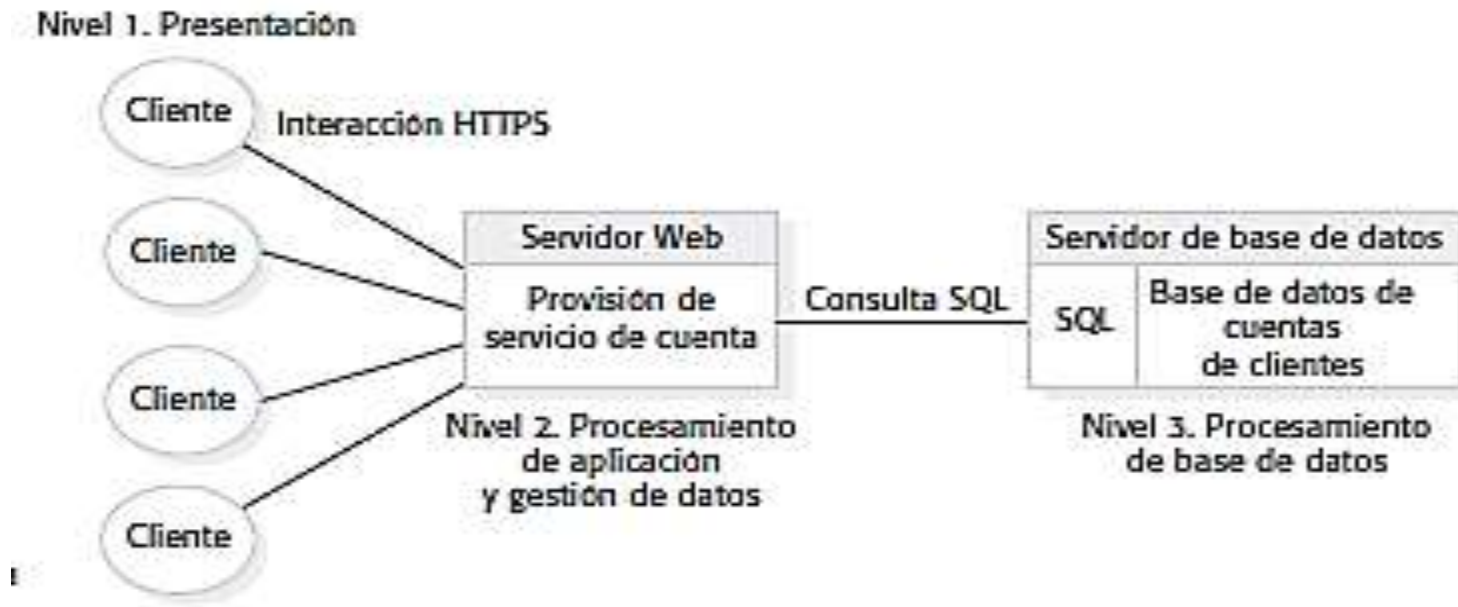 Nivel 1. Presentación
Cliente
Interacción HTTPS
Cliente
Cliente
Cliente
Servidor Web
Provisión de
servicio de cuenta
Nivel 2. Procesamiento
de aplicación
y gestión de datos
Consulta SQL
Servidor de base de datos
SQL
Base de datos de
cuentas
de clientes
Nivel 3. Procesamiento
de base de datos